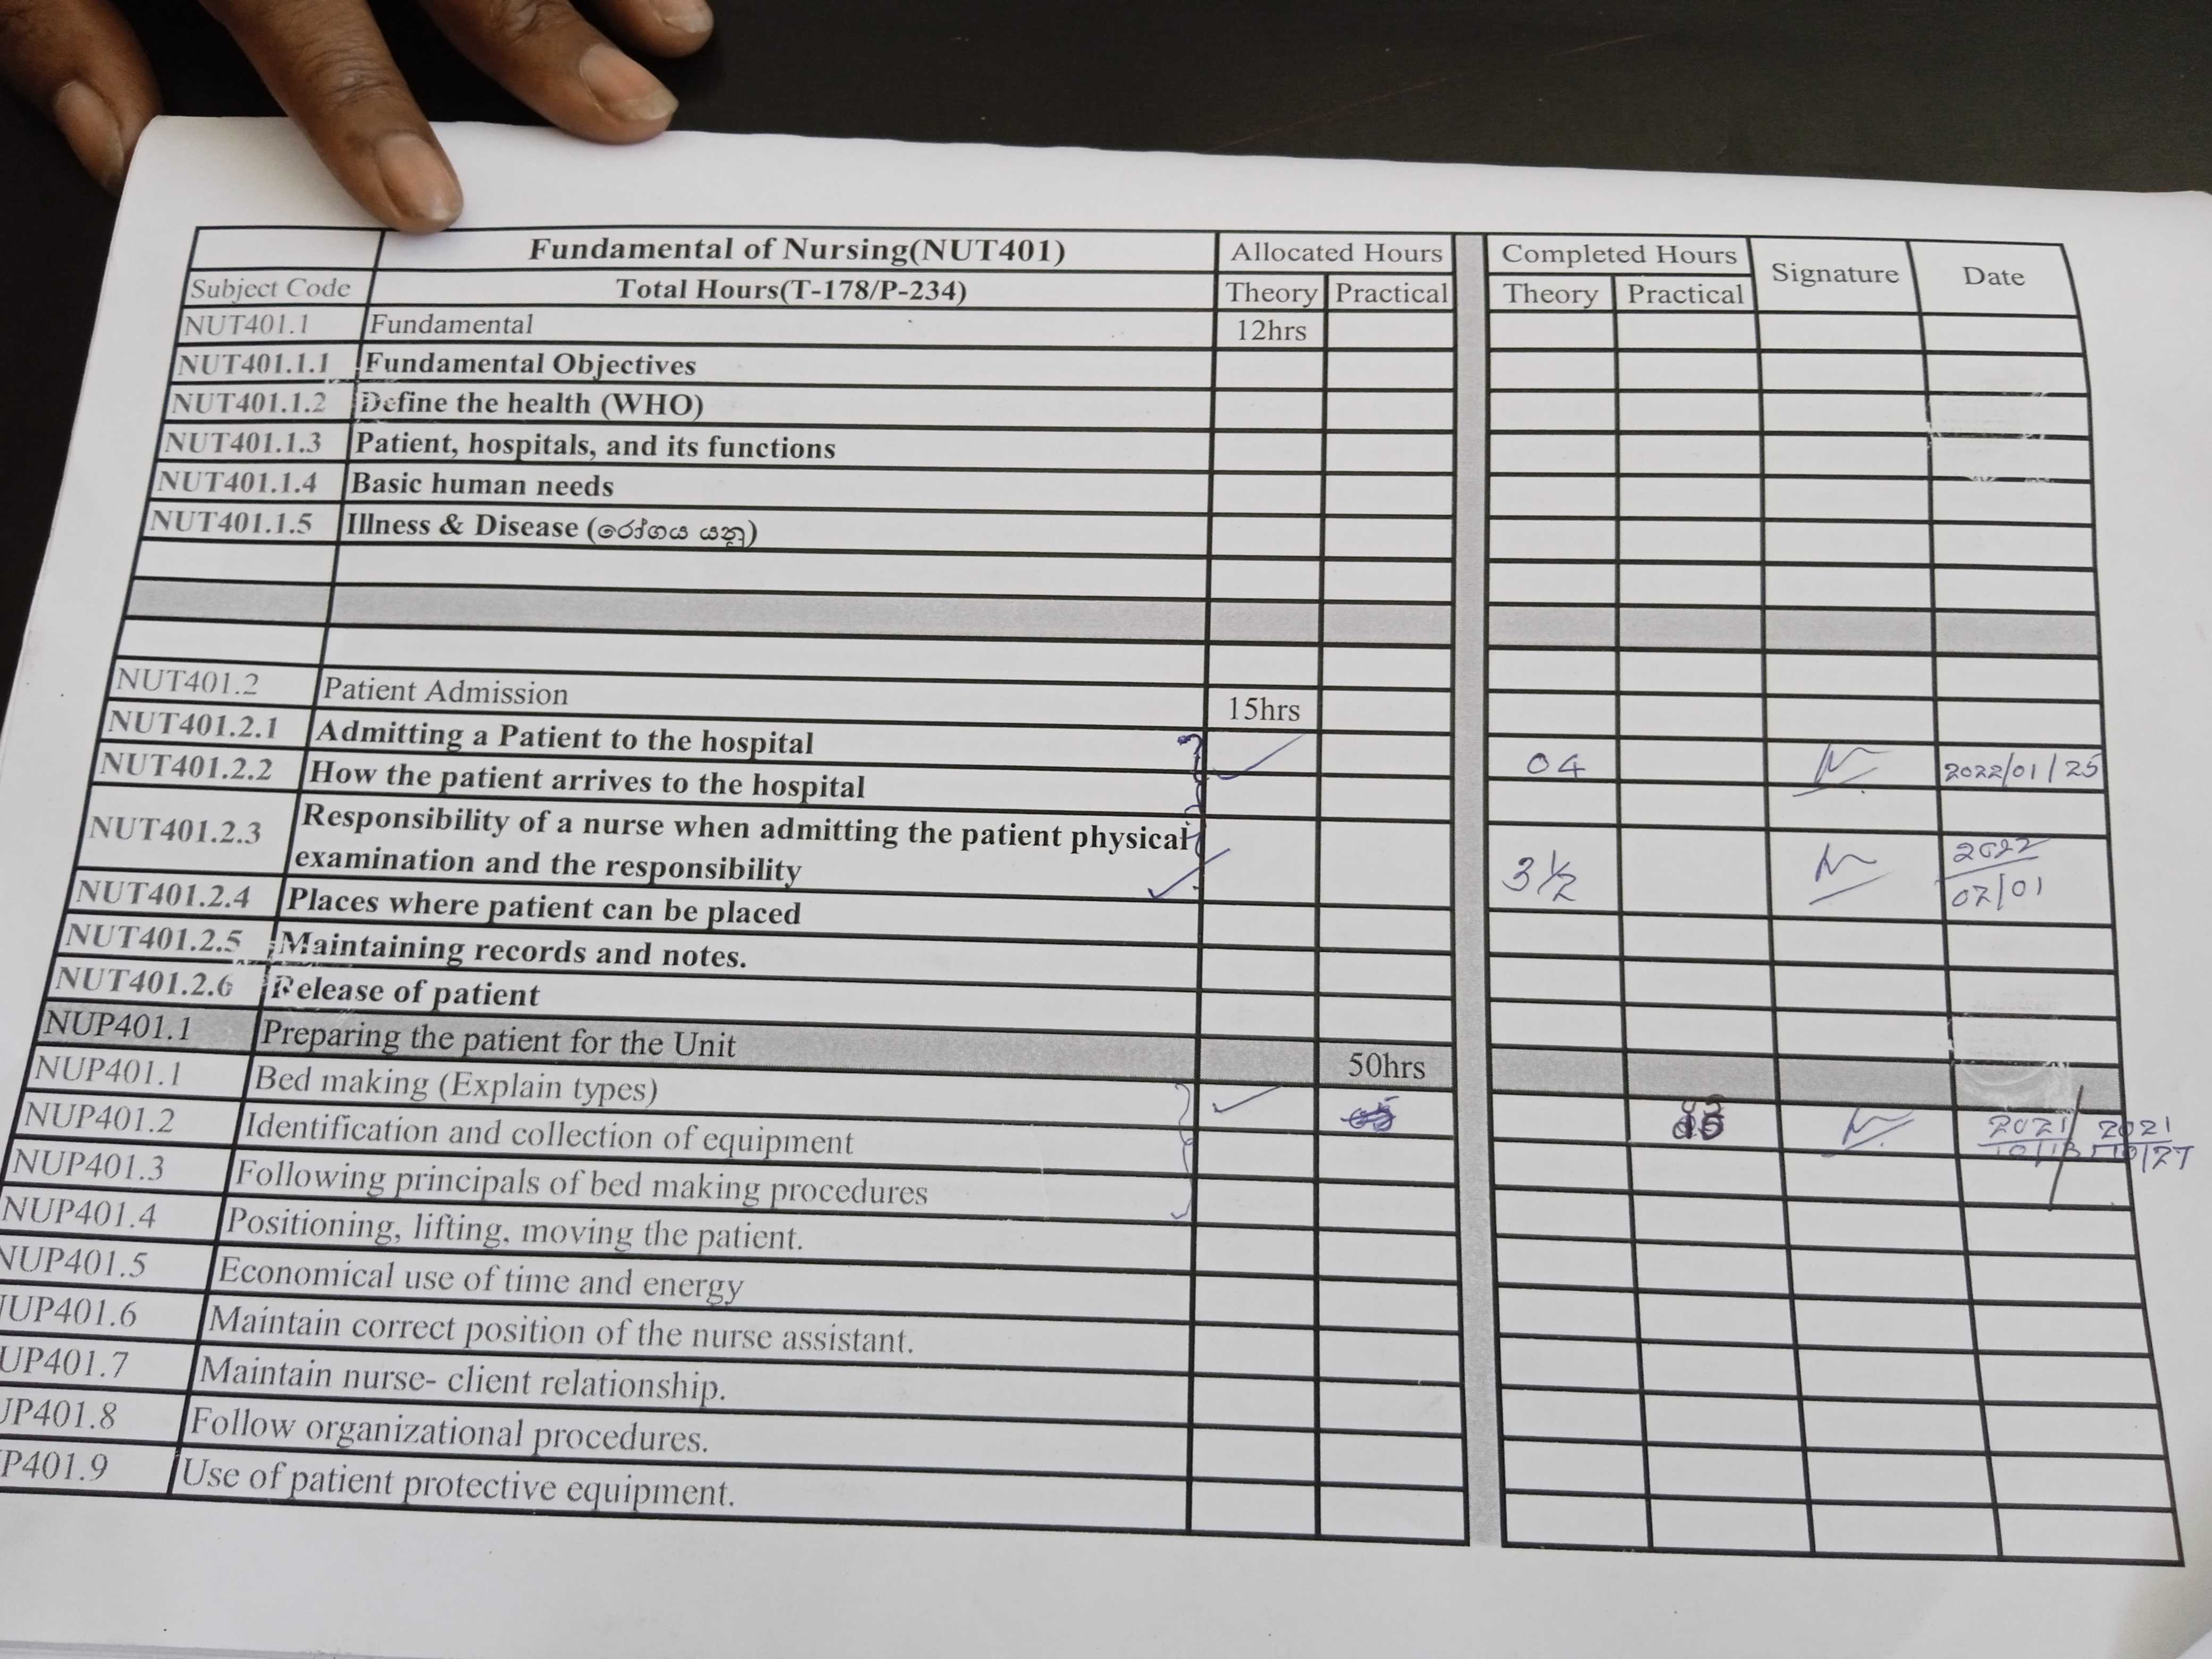 Fundamental of Nursing(NUT401) Allocated Hours Completed Hours Signature Date
Subject Code Total Hours(T-178/P-234) Theory Practical Theory Practical
NUT401.1 Fundamental 12hrs
NUT401.1.1 Fundamental Objectives
NUT401.1.2 Define the health (WHO)
NUT401.1.3 Patient, hospitals, and its functions
NUT401.1.4 Basic human needs
NUT401.1.5 Illness & Disease (රෝගය යනු)
NUT401.2 Patient Admission 15hrs
NUT401.2.1 Admitting a Patient to the hospital
NUT401.2.2 How the patient arrives to the hospital 04 2022/01/25
NUT401.2.3 Responsibility of a nurse when admitting the patient physical
examination and the responsibility 3 ½ 2022
02/01
NUT401.2.4 Places where patient can be placed
NUT401.2.5 Maintaining records and notes.
NUT401.2.6 Release of patient
NUP401.1 Preparing the patient for the Unit 50hrs
NUP401.1 Bed making (Explain types)
NUP401.2 Identification and collection of equipment 2021 2021
10/27
NUP401.3 Following principals of bed making procedures
NUP401.4 Positioning, lifting, moving the patient.
NUP401.5 Economical use of time and energy
UP401.6 Maintain correct position of the nurse assistant.
UP401.7 Maintain nurse- client relationship.
UP401.8 Follow organizational procedures.
P401.9 Use of patient protective equipment.